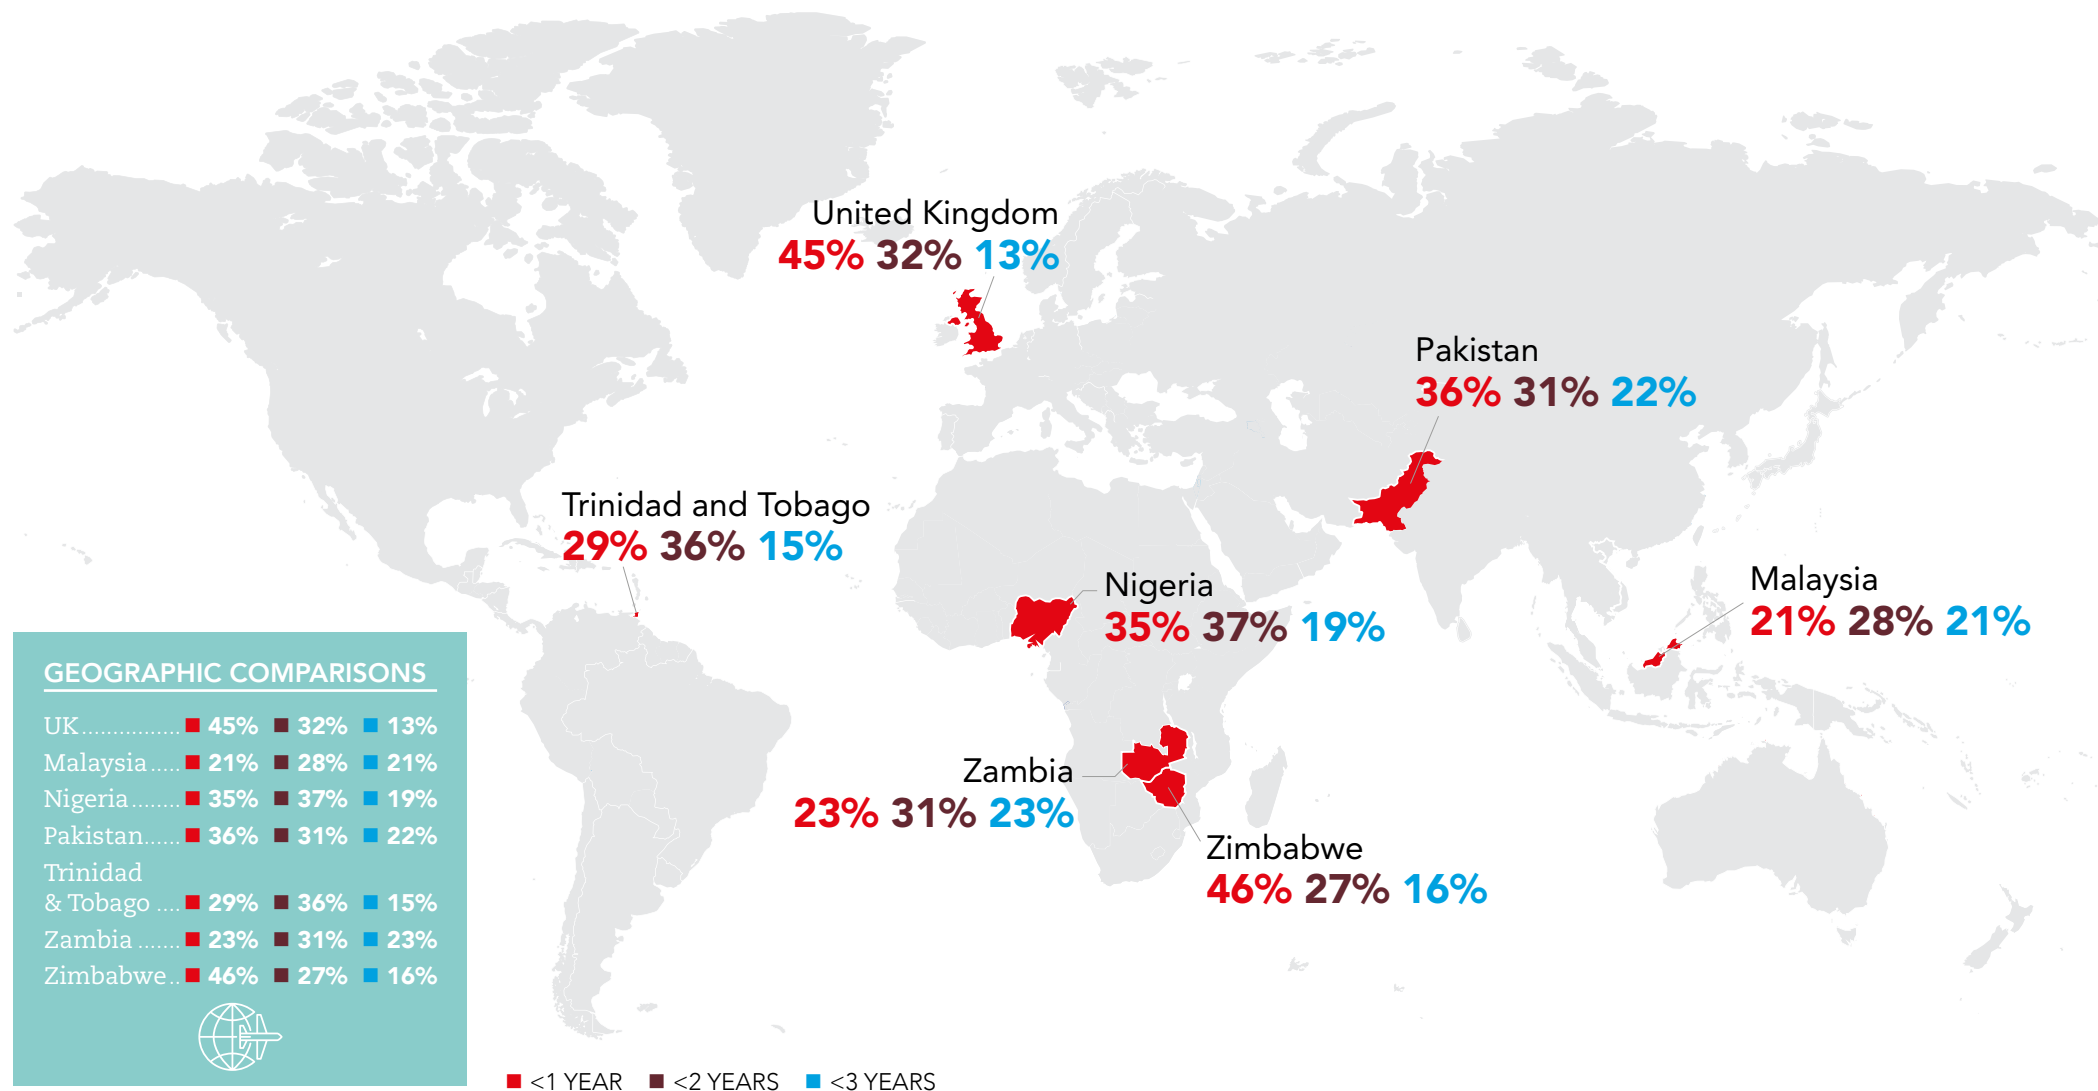 United Kingdom
45% 32% 13%
Pakistan
36% 31% 22%
Trinidad and Tobago
29% 36% 15%
Nigeria
35% 37% 19%
Malaysia
21% 28% 21%
Zambia
23% 31% 23%
Zimbabwe
46% 27% 16%
GEOGRAPHIC COMPARISONS
UK................ 45% 32% 13%
Malaysia..... 21% 28% 21%
Nigeria........ 35% 37% 19%
Pakistan...... 36% 31% 22%
Trinidad
& Tobago .... 29% 36% 15%
Zambia ....... 23% 31% 23%
Zimbabwe.. 46% 27% 16%
<1 YEAR <2 YEARS <3 YEARS